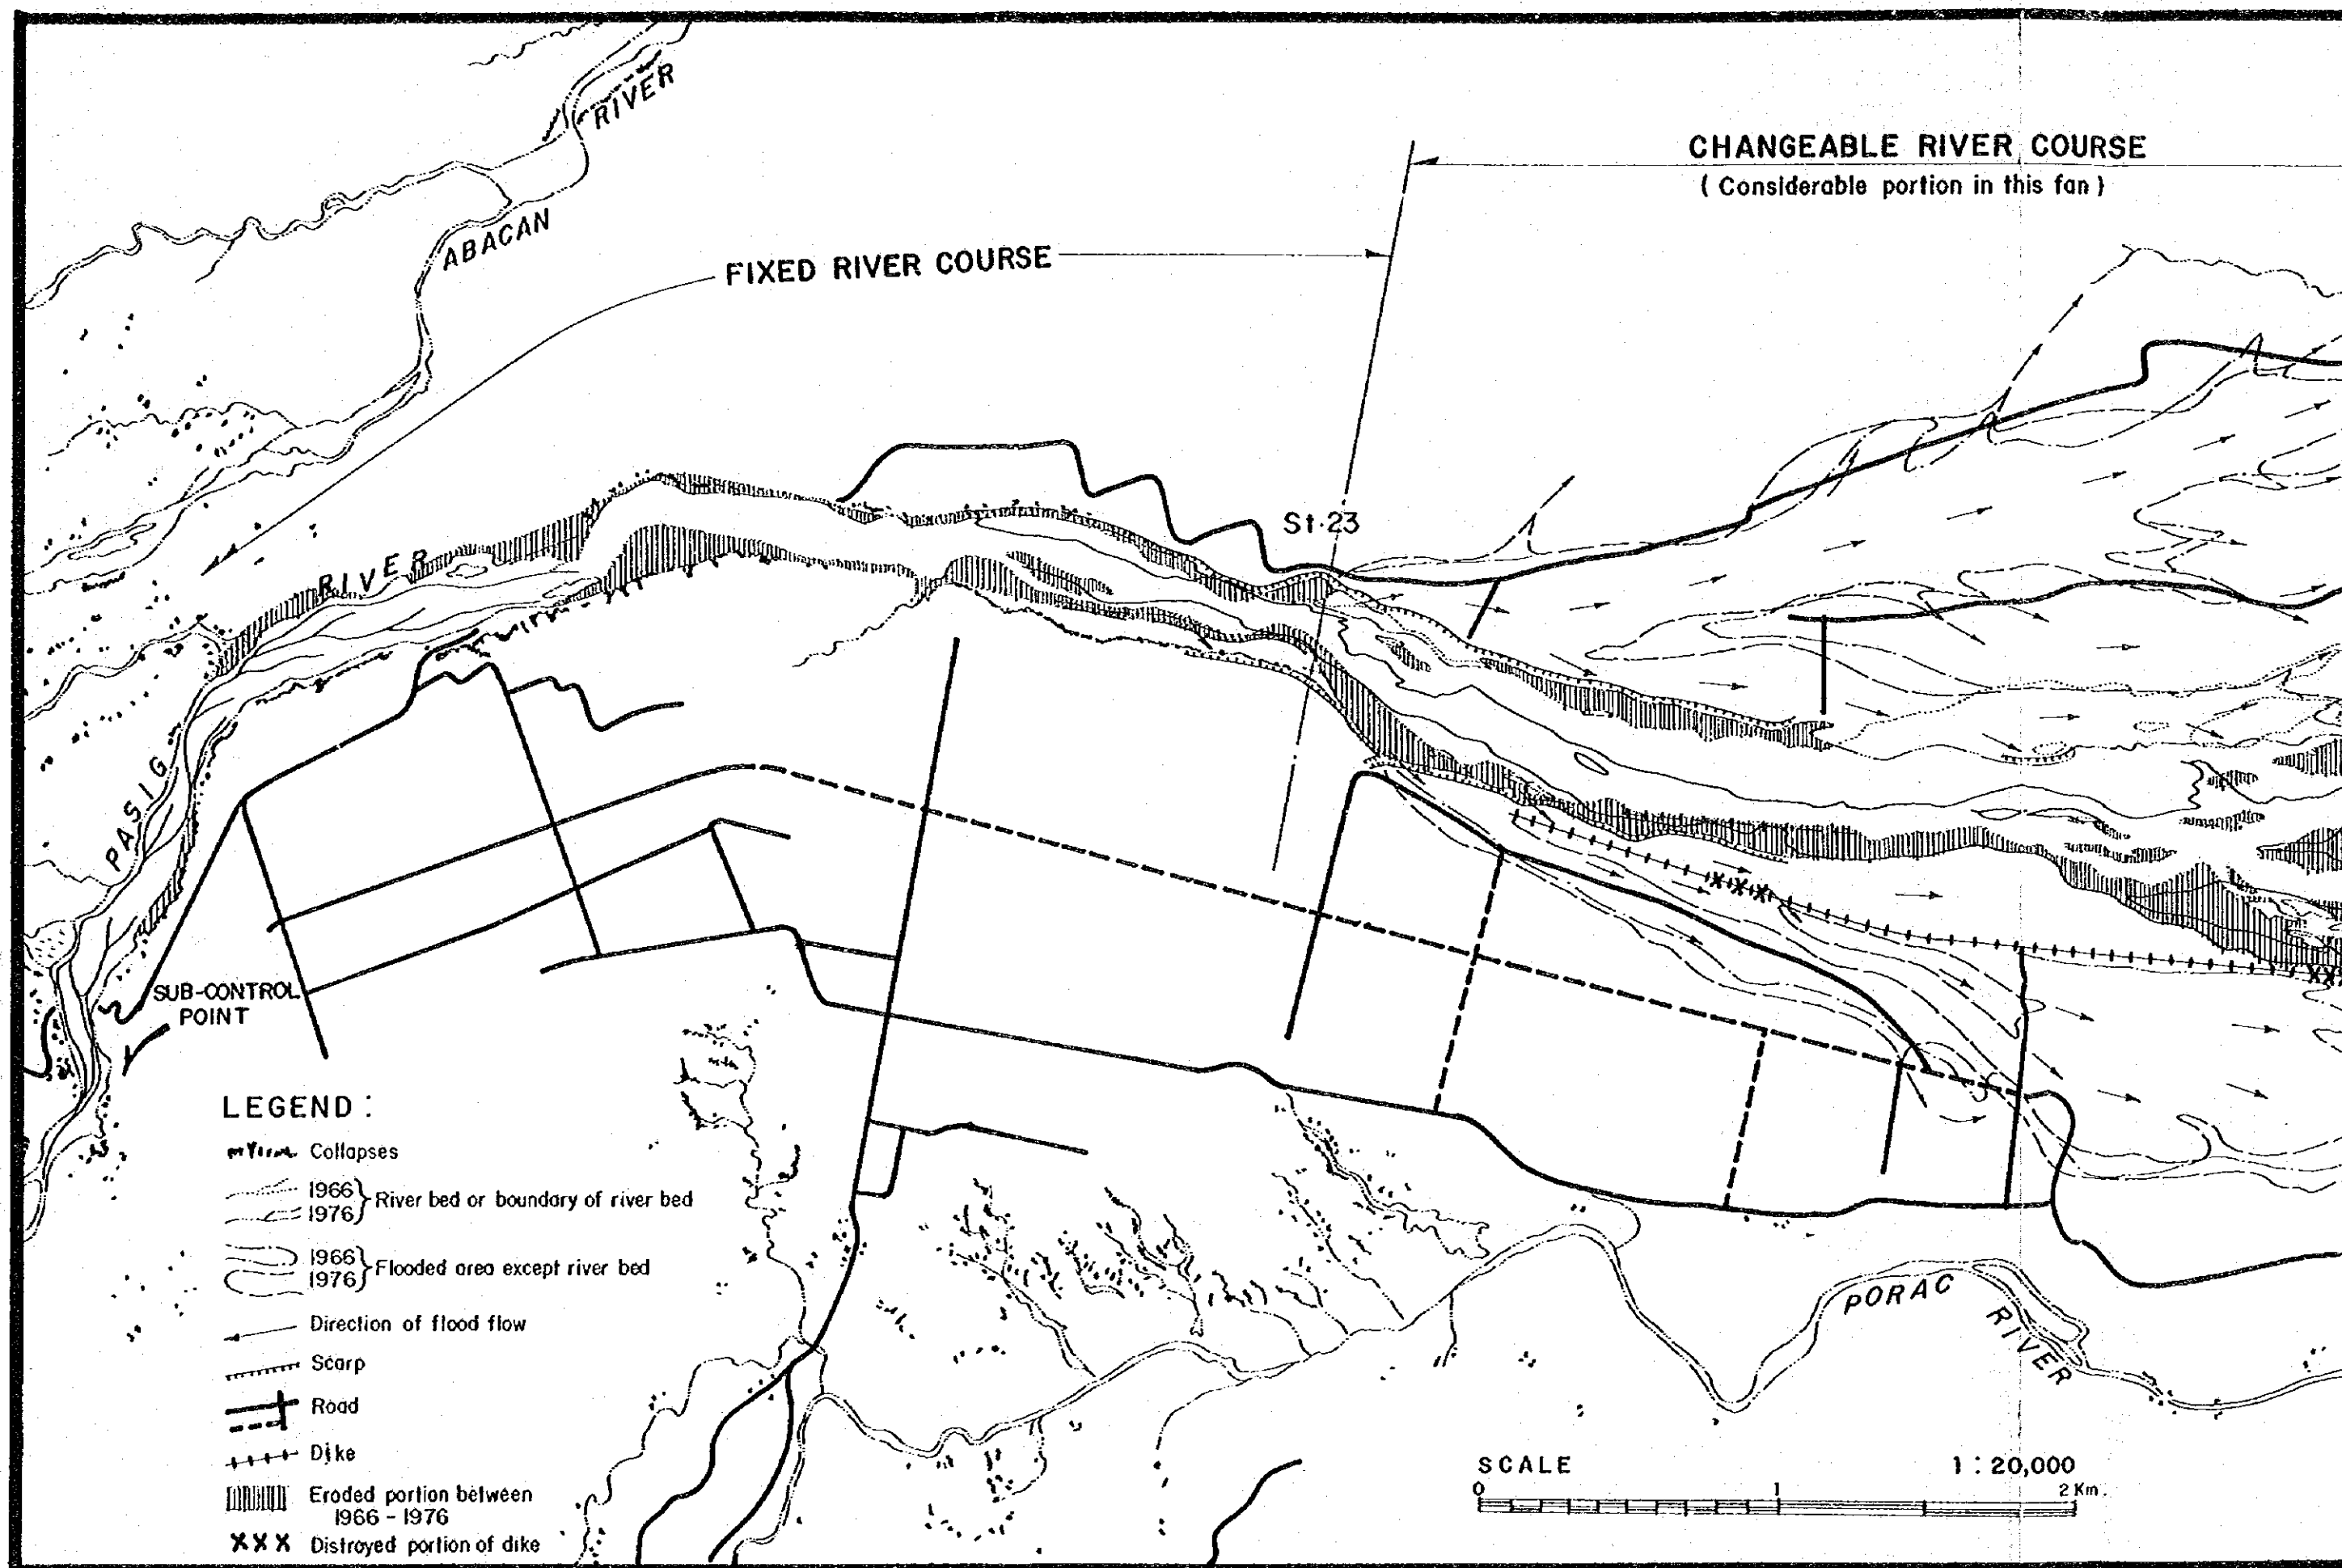 RIVER
ABACAN
FIXED RIVER COURSE
CHANGEABLE RIVER COURSE
( Considerable portion in this fan )
St.23
RIVER
PASIG
SUB-CONTROL
POINT
LEGEND :
Collapses
1966
1976
River bed or boundary of river bed
1966
1976
Flooded area except river bed
Direction of flood flow
Scarp
Road
Dike
Eroded portion between
1966 - 1976
XXX Distroyed portion of dike
PORAC
RIVER
SCALE 1 : 20,000
0 1 2 Km.